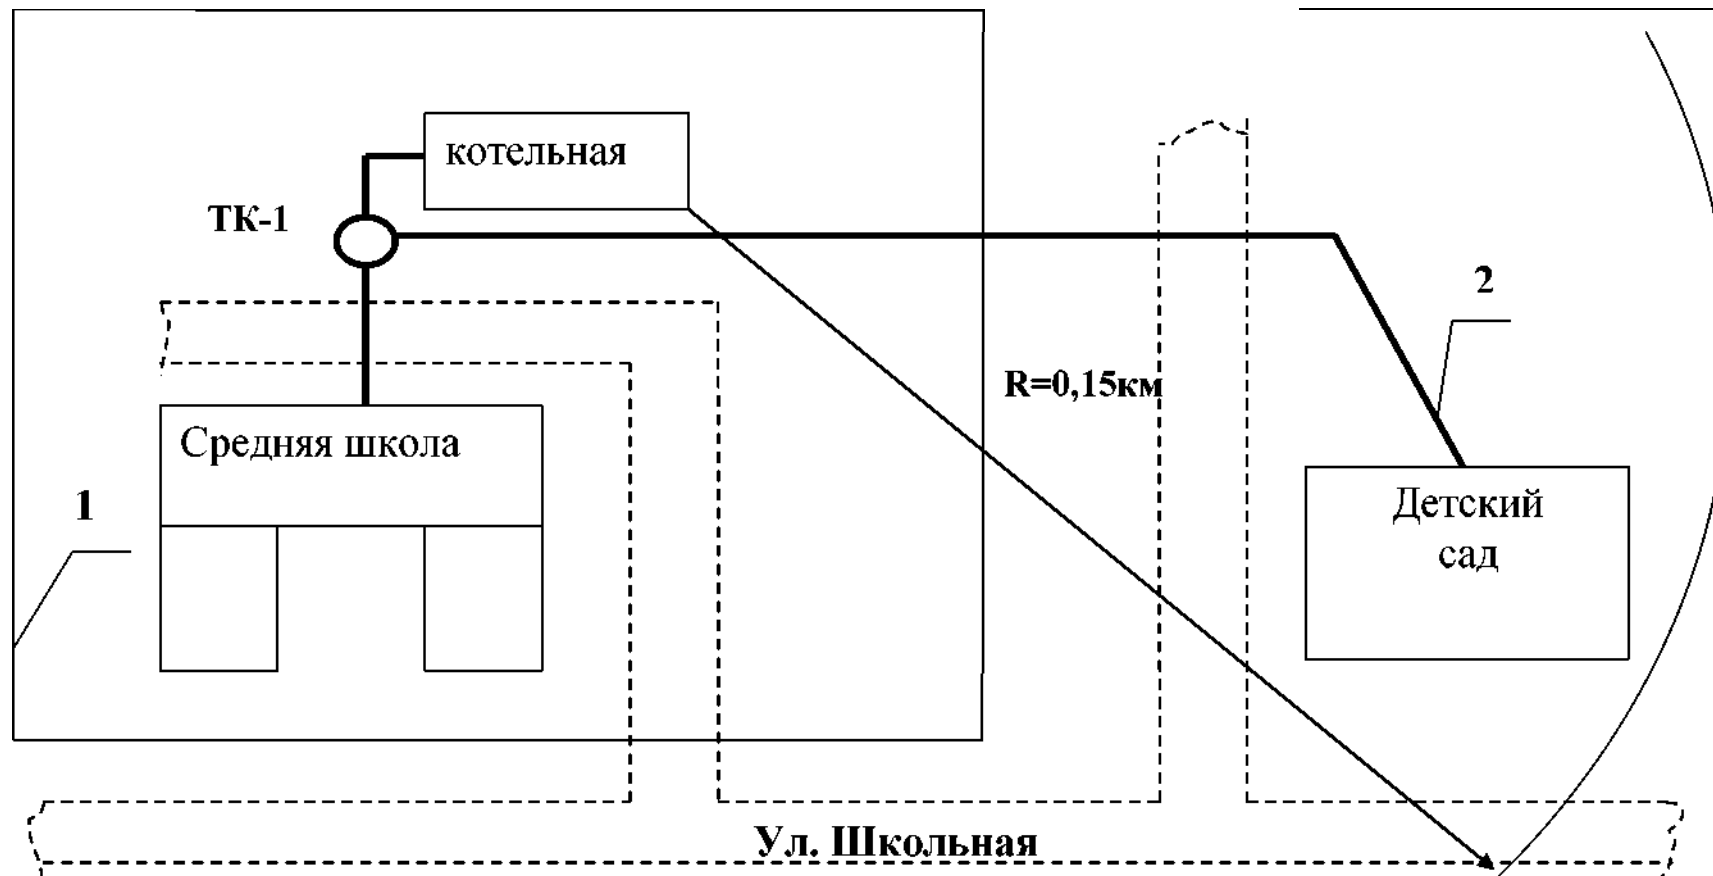 котельная
ТК-1
2
R=0,15км
Средняя школа
1
Детский
сад
Ул. Школьная